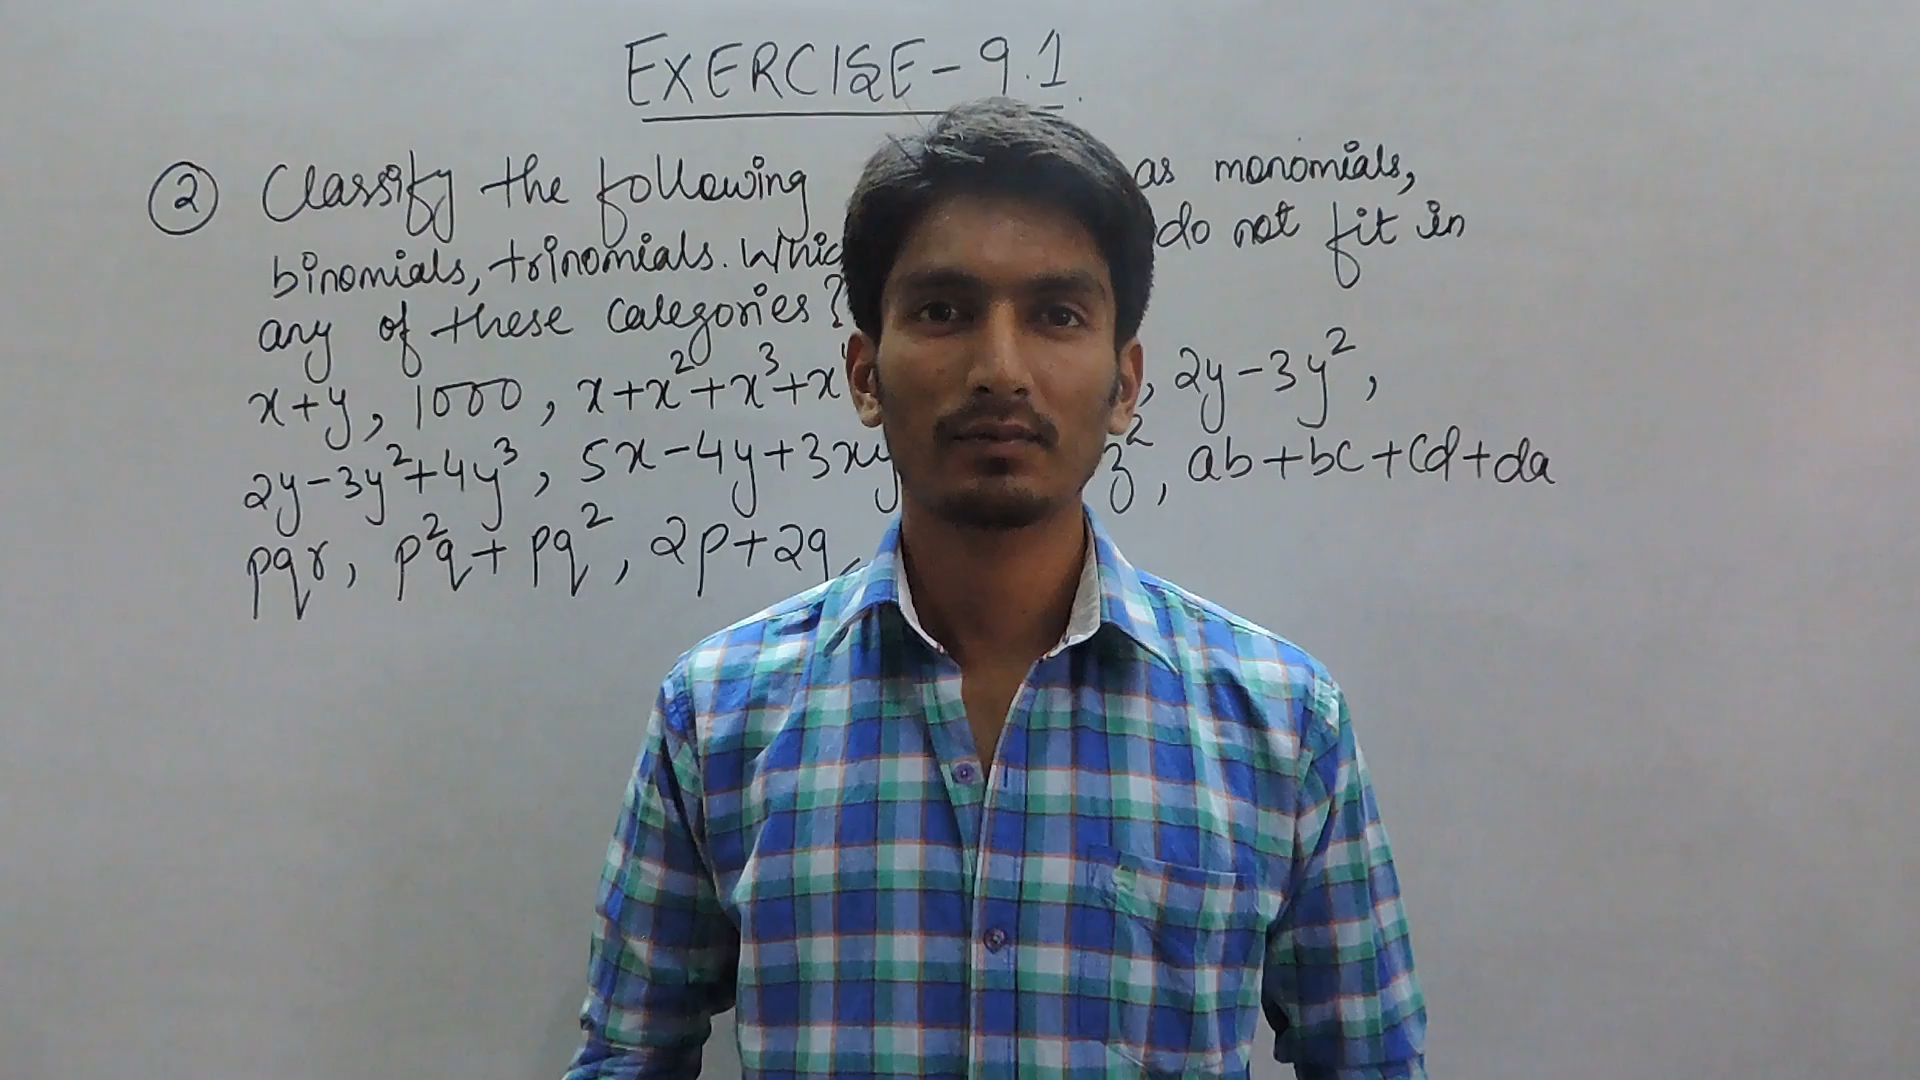 EXERCISE-9.1
② Classify the following as monomials,
binomials, trinomials. do not fit in
any of these categories?
x+y, 1000, x+x²+x³+x , 2y-3y²,
2y-3y²+4y³, 5x-4y+3xy z², ab+bc+cd+da
pqr, p²q+pq², 2p+2q